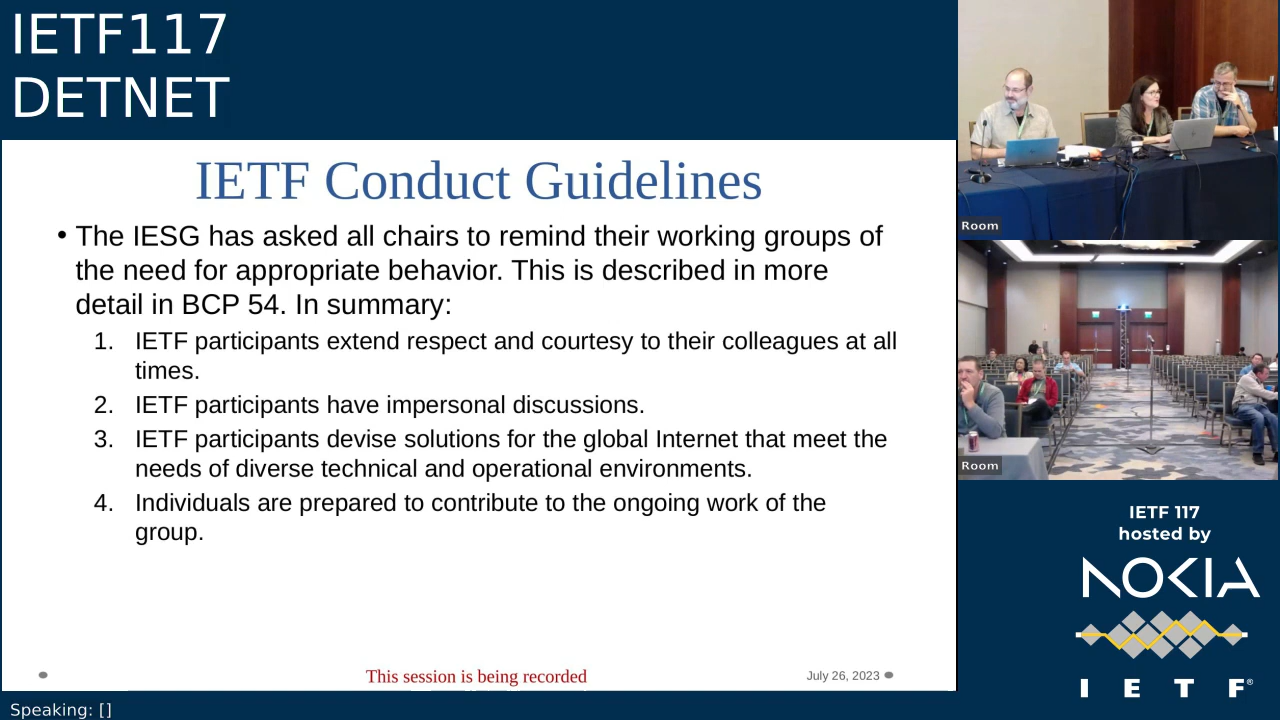 IETF117
DETNET
IETF Conduct Guidelines
• The IESG has asked all chairs to remind their working groups of
the need for appropriate behavior. This is described in more
detail in BCP 54. In summary:
1. IETF participants extend respect and courtesy to their colleagues at all
times.
2. IETF participants have impersonal discussions.
3. IETF participants devise solutions for the global Internet that meet the
needs of diverse technical and operational environments.
4. Individuals are prepared to contribute to the ongoing work of the
group.
This session is being recorded
July 26, 2023
Speaking: []
Room
Room
IETF 117
hosted by
NOKIA
I E T F®